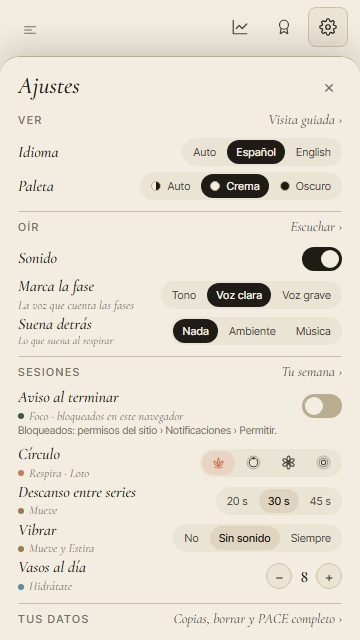 Ajustes ×
VER Visita guiada ›
Idioma Auto Español English
Paleta Auto Crema Oscuro
OÍR Escuchar ›
Sonido
Marca la fase Tono Voz clara Voz grave
La voz que cuenta las fases
Suena detrás Nada Ambiente Música
Lo que suena al respirar
SESIONES Tu semana ›
Aviso al terminar
Foco · bloqueados en este navegador
Bloqueados: permisos del sitio › Notificaciones › Permitir.
Círculo
Respira · Loto
Descanso entre series 20 s 30 s 45 s
Mueve
Vibrar No Sin sonido Siempre
Mueve y Estira
Vasos al día − 8 +
Hidrátate
TUS DATOS Copias, borrar y PACE completo ›